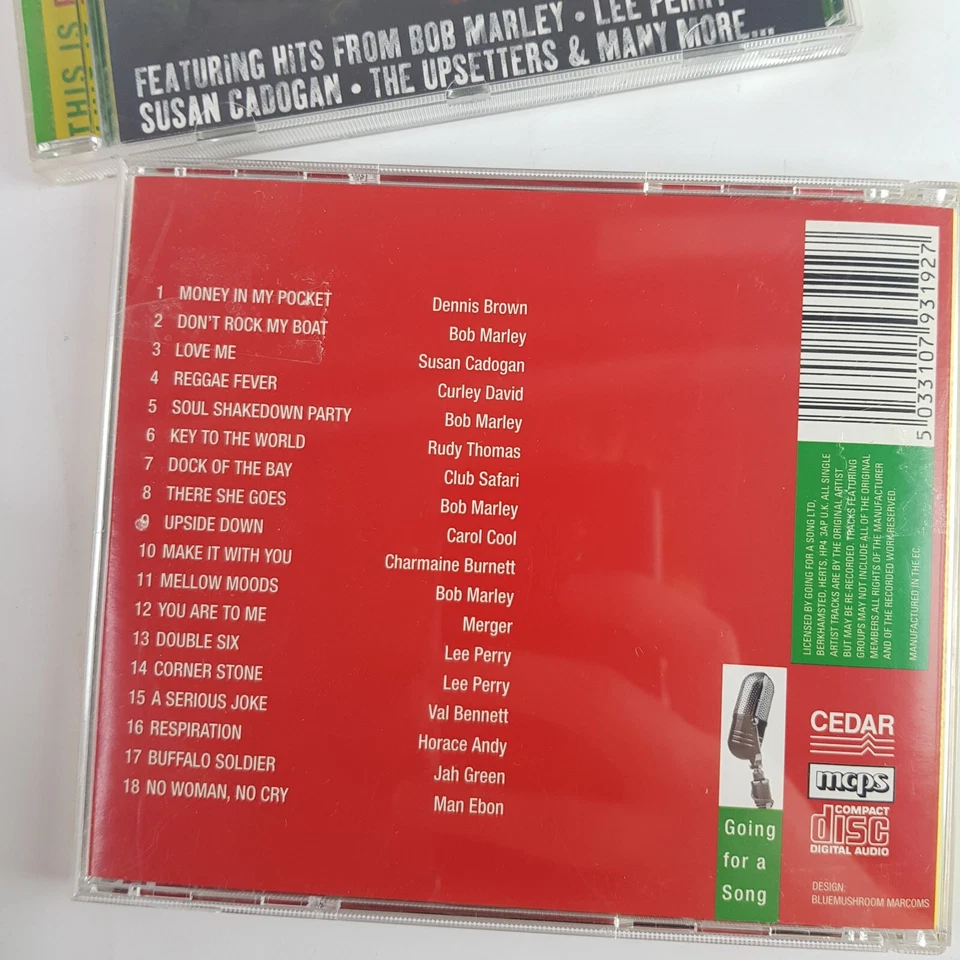 THIS IS
FEATURING HITS FROM BOB MARLEY • LEE PERRY
SUSAN CADOGAN • THE UPSETTERS & MANY MORE...
1 MONEY IN MY POCKET Dennis Brown
2 DON'T ROCK MY BOAT Bob Marley
3 LOVE ME Susan Cadogan
4 REGGAE FEVER Curley David
5 SOUL SHAKEDOWN PARTY Bob Marley
6 KEY TO THE WORLD Rudy Thomas
7 DOCK OF THE BAY Club Safari
8 THERE SHE GOES Bob Marley
9 UPSIDE DOWN Carol Cool
10 MAKE IT WITH YOU Charmaine Burnett
11 MELLOW MOODS Bob Marley
12 YOU ARE TO ME Merger
13 DOUBLE SIX Lee Perry
14 CORNER STONE Lee Perry
15 A SERIOUS JOKE Val Bennett
16 RESPIRATION Horace Andy
17 BUFFALO SOLDIER Jah Green
18 NO WOMAN, NO CRY Man Ebon
5 033107 931927
LICENSED BY GOING FOR A SONG LTD,
BERKHAMSTED, HERTS, HP4 3AP U.K. ALL SINGLE
ARTIST TRACKS ARE BY THE ORIGINAL ARTIST
BUT MAY BE RE-RECORDED. TRACKS FEATURING
GROUPS MAY NOT INCLUDE ALL OF THE ORIGINAL
MEMBERS ALL RIGHTS OF THE MANUFACTURER
AND OF THE RECORDED WORK RESERVED.
MANUFACTURED IN THE EC
CEDAR
mcps
COMPACT
disc
DIGITAL AUDIO
Going
for a
Song
DESIGN:
BLUEMUSHROOM MARCOMS